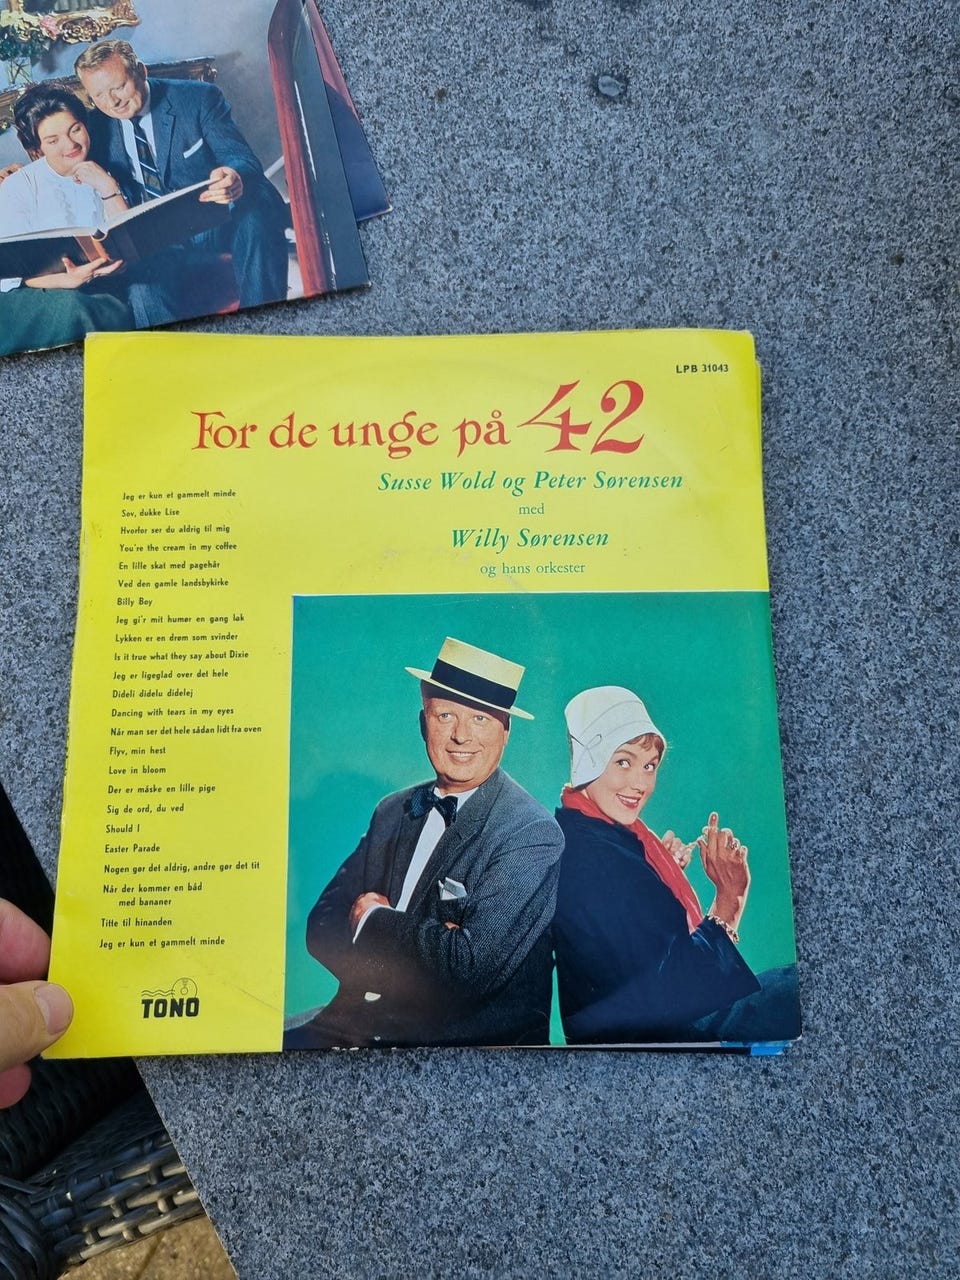 LPB 31043
For de unge på 42
Susse Wold og Peter Sørensen
med
Willy Sørensen
og hans orkester
Jeg er kun et gammelt minde
Sov, dukke Lise
Hvorfor ser du aldrig til mig
You're the cream in my coffee
En lille skat med pagehår
Ved den gamle landsbykirke
Billy Boy
Jeg gi'r mit humør en gang lak
Lykken er en drøm som svinder
Is it true what they say about Dixie
Jeg er ligeglad over det hele
Dideli didelu didelej
Dancing with tears in my eyes
Når man ser det hele sådan lidt fra oven
Flyv, min hest
Love in bloom
Der er måske en lille pige
Sig de ord, du ved
Should I
Easter Parade
Nogen gør det aldrig, andre gør det tit
Når der kommer en båd
med bananer
Titte til hinanden
Jeg er kun et gammelt minde
TONO